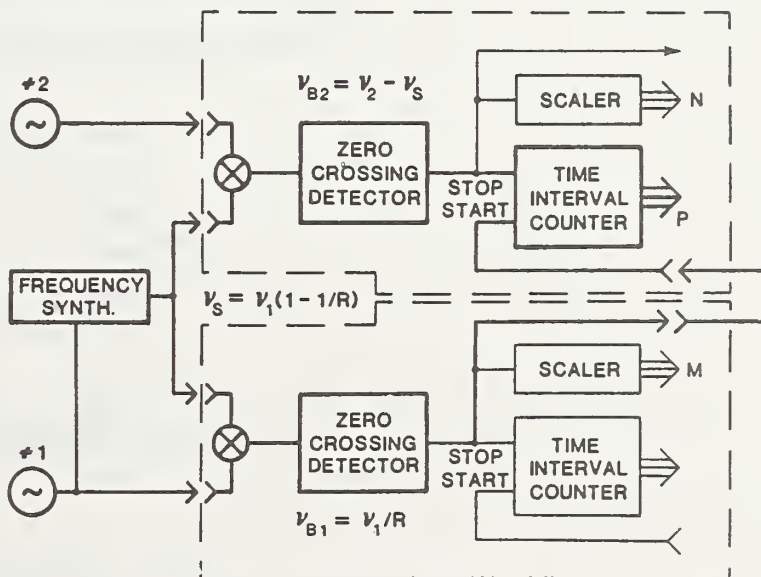 ≠2
ν_B2 = ν_2 − ν_S
SCALER
N
ZERO
CROSSING
DETECTOR
STOP
START
TIME
INTERVAL
COUNTER
P
FREQUENCY
SYNTH.
ν_S = ν_1(1 − 1/R)
SCALER
M
ZERO
CROSSING
DETECTOR
STOP
START
TIME
INTERVAL
COUNTER
≠1
ν_B1 = ν_1/R